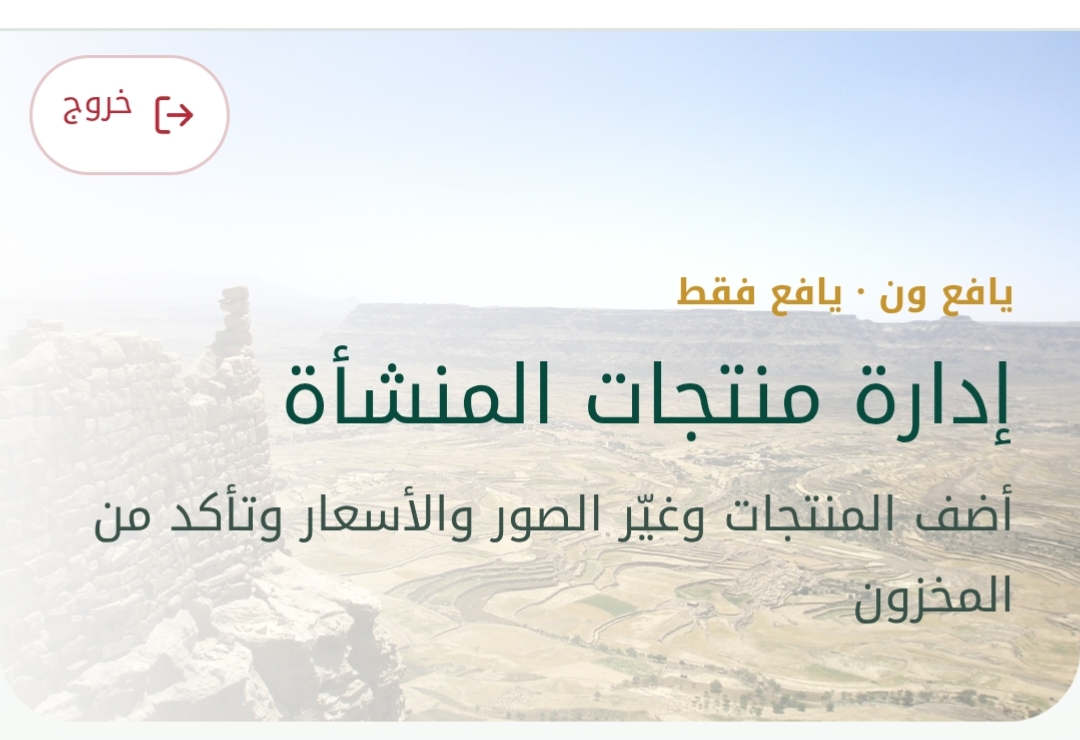 خروج
يافع ون · يافع فقط
إدارة منتجات المنشأة
أضف المنتجات وغيّر الصور والأسعار وتأكد من
المخزون